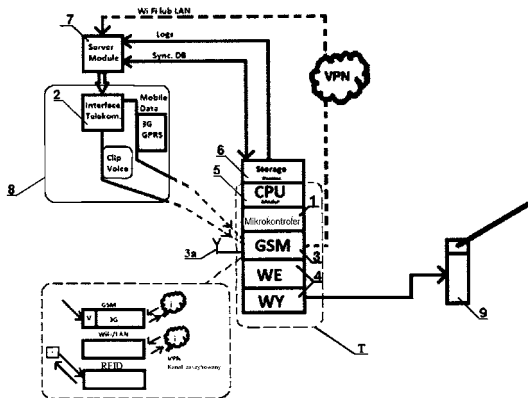 Wi Fi lub LAN
7
Server
Module
Logs
Sync. DB
VPN
2
Interface
Telekom.
Mobile
Data
3G
GPRS
Clip
Voice
8
6
Storage
5
CPU
1
Mikrokontroler
3a
GSM
3
WE
4
WY
9
T
GSM
V
3G
WiFi/LAN
VPN
RFID